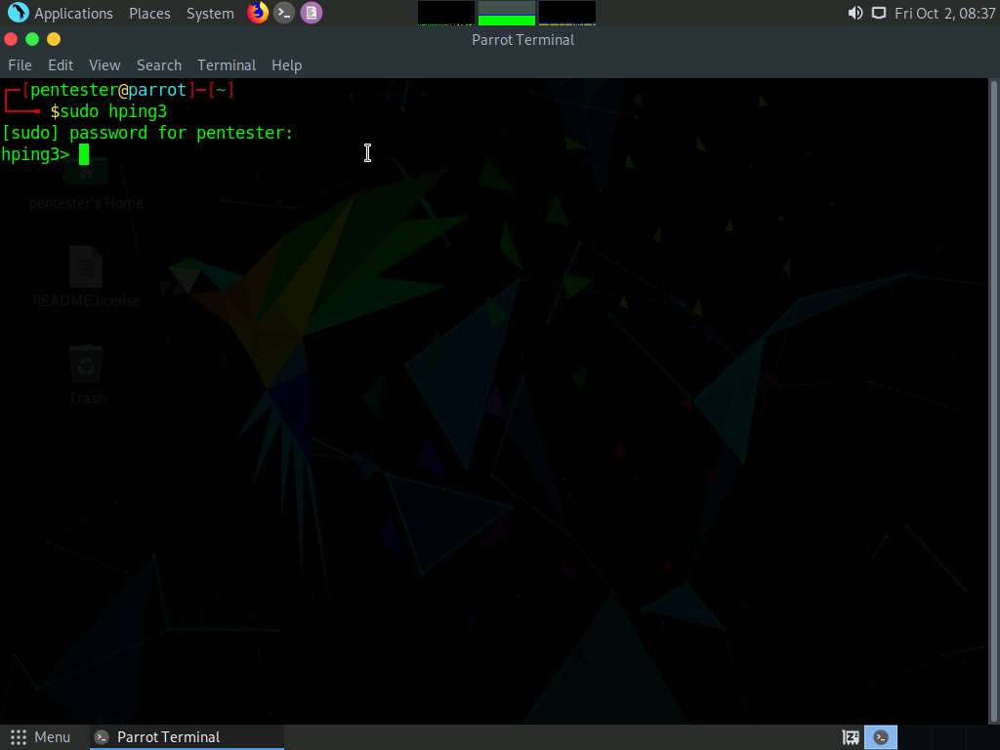 Applications Places System Fri Oct 2, 08:37
Parrot Terminal
File Edit View Search Terminal Help
┌─[pentester@parrot]─[~]
└──╼ $sudo hping3
[sudo] password for pentester:
hping3>
pentester's Home
README.license
Trash
Menu Parrot Terminal